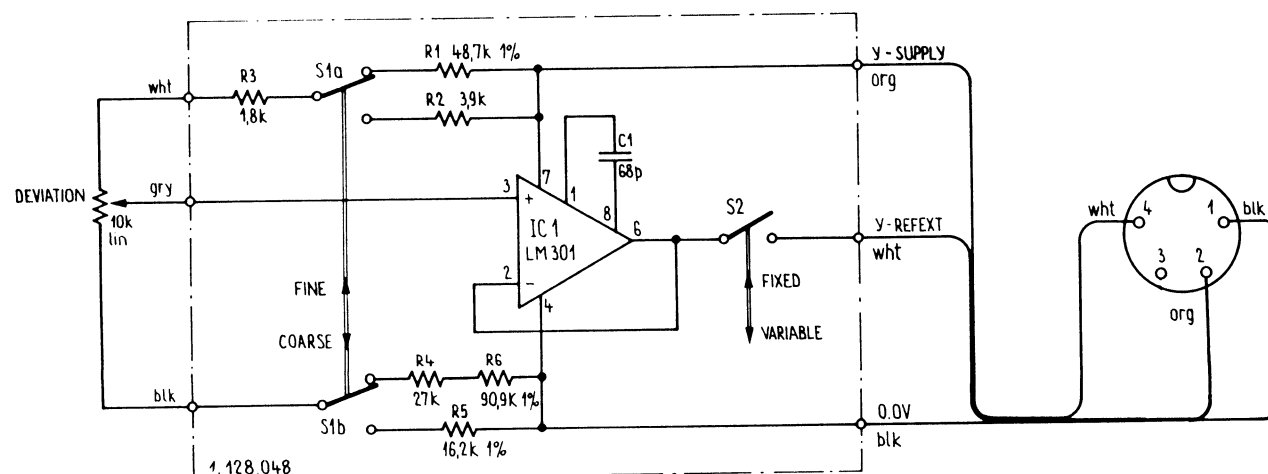 R1 48,7k 1%
Y-SUPPLY
org
S1a
wht
R3
1,8k
R2 3,9k
C1
68p
7
1
DEVIATION
gry
10k
lin
3
+
8
IC1
LM301
6
S2
Y-REFEXT
wht
wht
4
1
blk
3
2
org
2
-
4
FINE
COARSE
FIXED
VARIABLE
R4
27k
R6
90,9k 1%
blk
S1b
R5
16,2k 1%
0.0V
blk
1.128.048